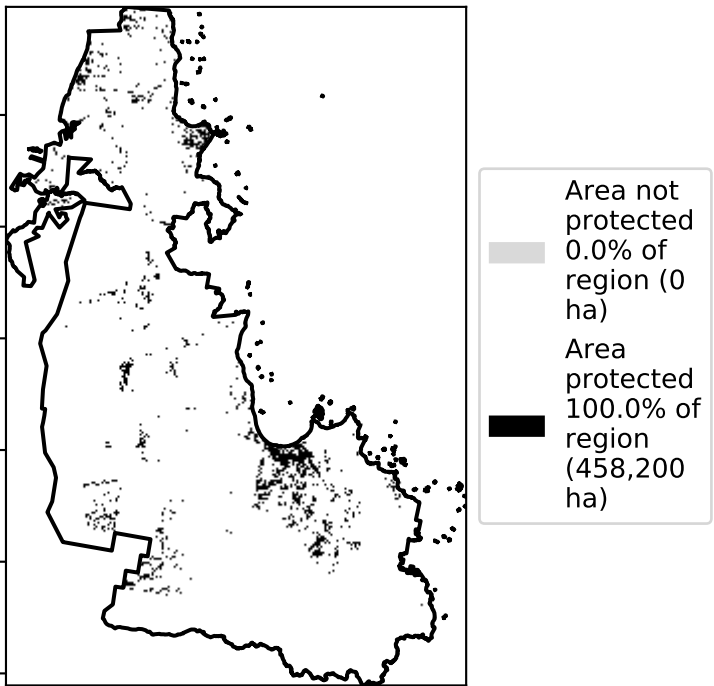 Area not
protected
0.0% of
region (0
ha)
Area
protected
100.0% of
region
(458,200
ha)